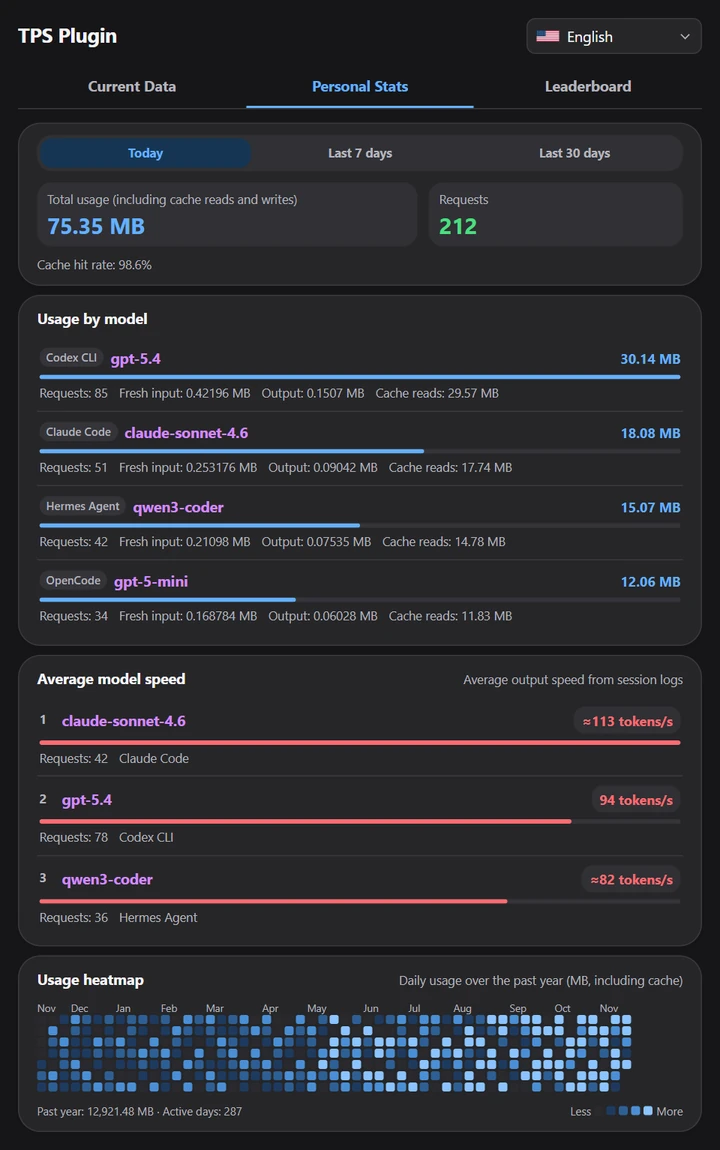 TPS Plugin
English
Current Data Personal Stats Leaderboard
Today Last 7 days Last 30 days
Total usage (including cache reads and writes) Requests
75.35 MB 212
Cache hit rate: 98.6%
Usage by model
Codex CLI gpt-5.4 30.14 MB
Requests: 85 Fresh input: 0.42196 MB Output: 0.1507 MB Cache reads: 29.57 MB
Claude Code claude-sonnet-4.6 18.08 MB
Requests: 51 Fresh input: 0.253176 MB Output: 0.09042 MB Cache reads: 17.74 MB
Hermes Agent qwen3-coder 15.07 MB
Requests: 42 Fresh input: 0.21098 MB Output: 0.07535 MB Cache reads: 14.78 MB
OpenCode gpt-5-mini 12.06 MB
Requests: 34 Fresh input: 0.168784 MB Output: 0.06028 MB Cache reads: 11.83 MB
Average model speed Average output speed from session logs
1 claude-sonnet-4.6 ≈113 tokens/s
Requests: 42 Claude Code
2 gpt-5.4 94 tokens/s
Requests: 78 Codex CLI
3 qwen3-coder ≈82 tokens/s
Requests: 36 Hermes Agent
Usage heatmap Daily usage over the past year (MB, including cache)
Nov Dec Jan Feb Mar Apr May Jun Jul Aug Sep Oct Nov
Past year: 12,921.48 MB · Active days: 287 Less More